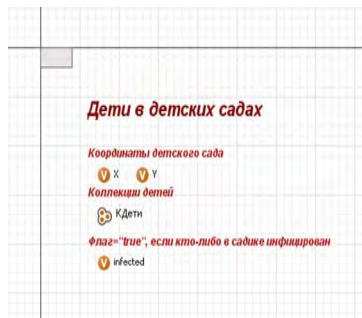 Дети в детских садах
Координаты детского сада
V X V Y
Коллекции детей
КДети
Флаг="true", если кто-либо в садике инфицирован
V infected